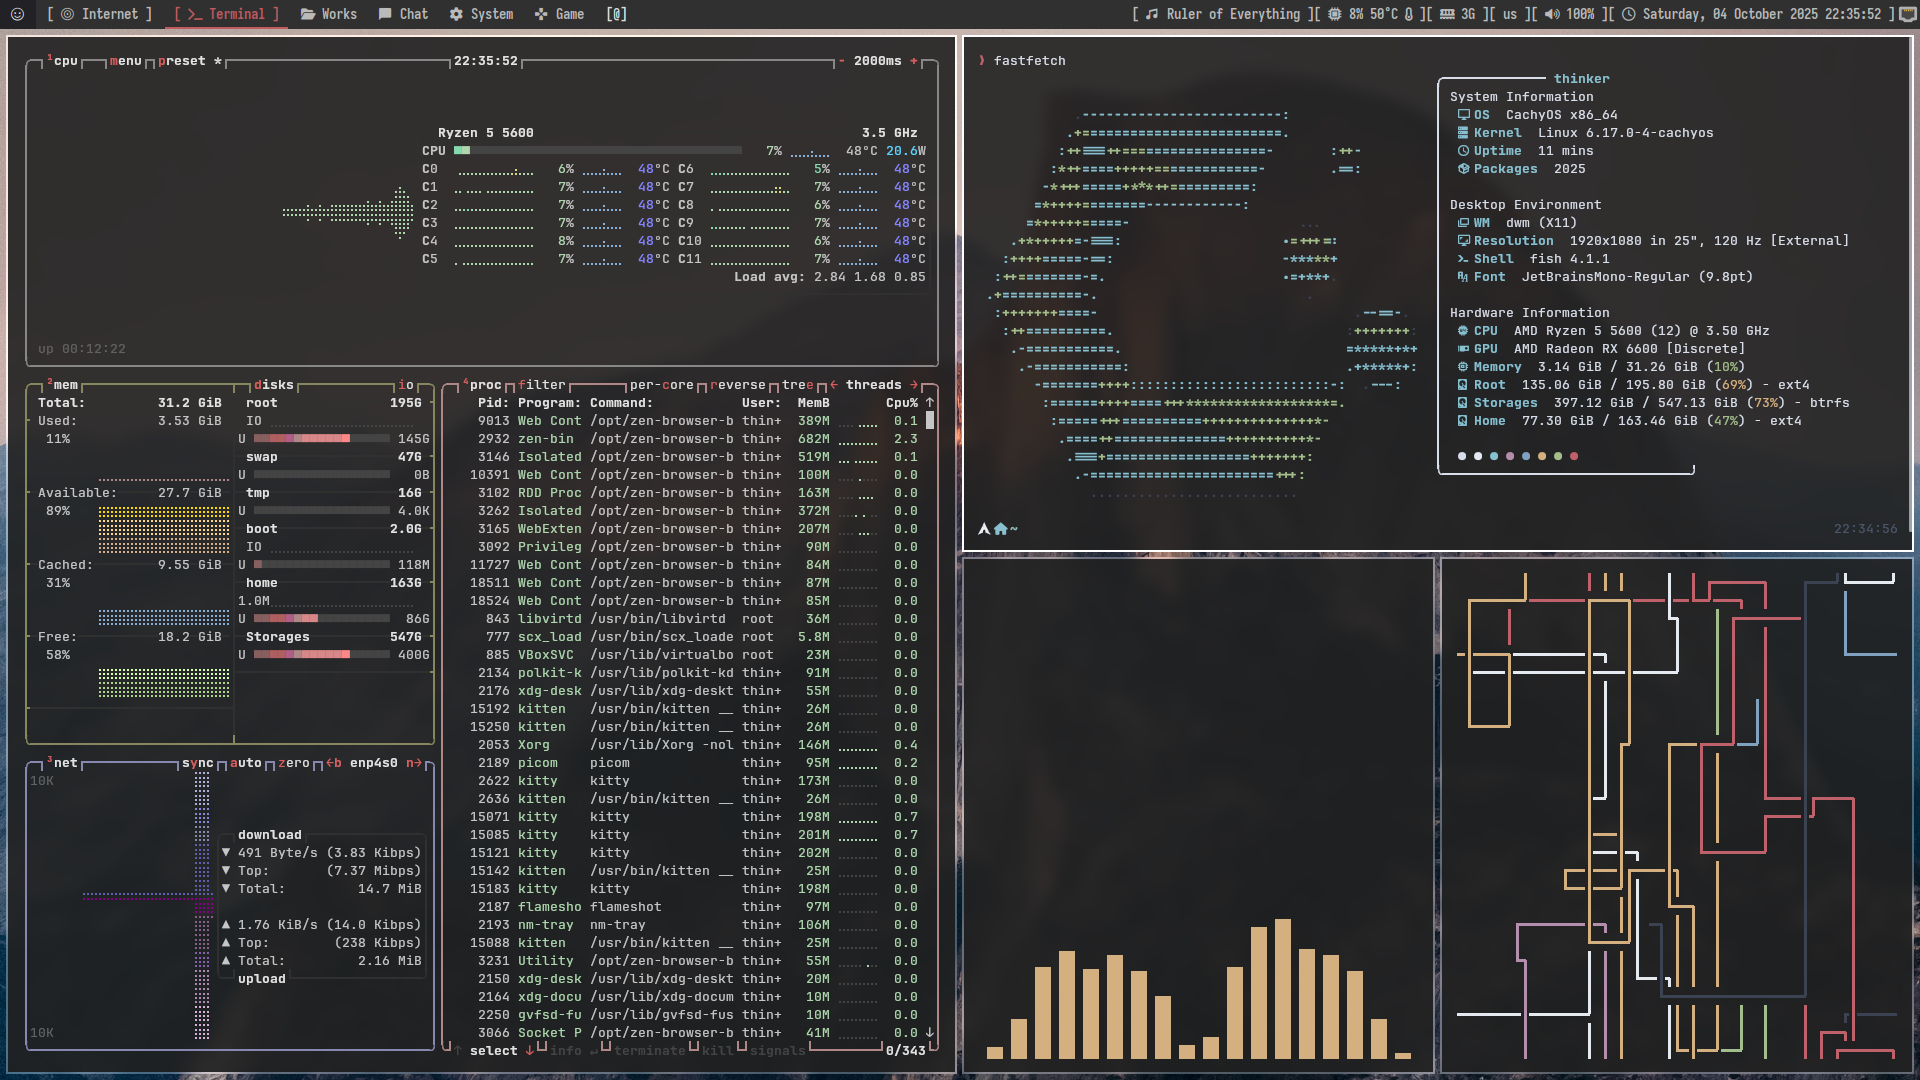 [ Internet ] [ Terminal ] Works Chat System Game [@] [ Ruler of Everything ][ 8% 50°C ][ 3G ][ us ][ 100% ][ Saturday, 04 October 2025 22:35:52 ]
1cpu menu preset * 22:35:52 - 2000ms +
Ryzen 5 5600 3.5 GHz
CPU 7% 48°C 20.6W
C0 6% 48°C C6 5% 48°C
C1 7% 48°C C7 7% 48°C
C2 7% 48°C C8 6% 48°C
C3 7% 48°C C9 7% 48°C
C4 8% 48°C C10 6% 48°C
C5 7% 48°C C11 7% 48°C
Load avg: 2.84 1.68 0.85
up 00:12:22
2mem disks io
Total: 31.2 GiB
Used: 3.53 GiB
11%
Available: 27.7 GiB
89%
Cached: 9.55 GiB
31%
Free: 18.2 GiB
58%
root 195G
IO
U 145G
swap 47G
U 0B
tmp 16G
U 4.0K
boot 2.0G
IO
U 118M
home 163G
1.0M
U 86G
Storages 547G
U 400G
3net sync auto zero ←b enp4s0 n→
10K
download
▼ 491 Byte/s (3.83 Kibps)
▼ Top: (7.37 Mibps)
▼ Total: 14.7 MiB
▲ 1.76 KiB/s (14.0 Kibps)
▲ Top: (238 Kibps)
▲ Total: 2.16 MiB
upload
10K
4proc filter per-core reverse tree ← threads →
Pid: Program: Command: User: MemB Cpu% ↑
9013 Web Cont /opt/zen-browser-b thin+ 389M 0.1
2932 zen-bin /opt/zen-browser-b thin+ 682M 2.3
3146 Isolated /opt/zen-browser-b thin+ 519M 0.1
10391 Web Cont /opt/zen-browser-b thin+ 100M 0.0
3102 RDD Proc /opt/zen-browser-b thin+ 163M 0.0
3262 Isolated /opt/zen-browser-b thin+ 372M 0.0
3165 WebExten /opt/zen-browser-b thin+ 207M 0.0
3092 Privileg /opt/zen-browser-b thin+ 90M 0.0
11727 Web Cont /opt/zen-browser-b thin+ 84M 0.0
18511 Web Cont /opt/zen-browser-b thin+ 87M 0.0
18524 Web Cont /opt/zen-browser-b thin+ 85M 0.0
843 libvirtd /usr/bin/libvirtd root 36M 0.0
777 scx_load /usr/bin/scx_loade root 5.8M 0.0
885 VBoxSVC /usr/lib/virtualbo root 23M 0.0
2134 polkit-k /usr/lib/polkit-kd thin+ 91M 0.0
2176 xdg-desk /usr/lib/xdg-deskt thin+ 55M 0.0
15192 kitten /usr/bin/kitten __ thin+ 26M 0.0
15250 kitten /usr/bin/kitten __ thin+ 26M 0.0
2053 Xorg /usr/lib/Xorg -nol thin+ 146M 0.4
2189 picom picom thin+ 95M 0.2
2622 kitty kitty thin+ 173M 0.0
2636 kitten /usr/bin/kitten __ thin+ 26M 0.0
15071 kitty kitty thin+ 198M 0.7
15085 kitty kitty thin+ 201M 0.7
15121 kitty kitty thin+ 202M 0.0
15142 kitten /usr/bin/kitten __ thin+ 25M 0.0
15183 kitty kitty thin+ 198M 0.0
2187 flamesho flameshot thin+ 97M 0.0
2193 nm-tray nm-tray thin+ 106M 0.0
15088 kitten /usr/bin/kitten __ thin+ 25M 0.0
3231 Utility /opt/zen-browser-b thin+ 55M 0.0
2150 xdg-desk /usr/lib/xdg-deskt thin+ 20M 0.0
2164 xdg-docu /usr/lib/xdg-docum thin+ 10M 0.0
2250 gvfsd-fu /usr/lib/gvfsd-fus thin+ 10M 0.0
3066 Socket P /opt/zen-browser-b thin+ 41M 0.0 ↓
↑ select ↓ info ↵ terminate kill signals 0/343
❯ fastfetch
thinker
System Information
OS CachyOS x86_64
Kernel Linux 6.17.0-4-cachyos
Uptime 11 mins
Packages 2025
Desktop Environment
WM dwm (X11)
Resolution 1920x1080 in 25", 120 Hz [External]
Shell fish 4.1.1
Font JetBrainsMono-Regular (9.8pt)
Hardware Information
CPU AMD Ryzen 5 5600 (12) @ 3.50 GHz
GPU AMD Radeon RX 6600 [Discrete]
Memory 3.14 GiB / 31.26 GiB (10%)
Root 135.06 GiB / 195.80 GiB (69%) - ext4
Storages 397.12 GiB / 547.13 GiB (73%) - btrfs
Home 77.30 GiB / 163.46 GiB (47%) - ext4
~ 22:34:56